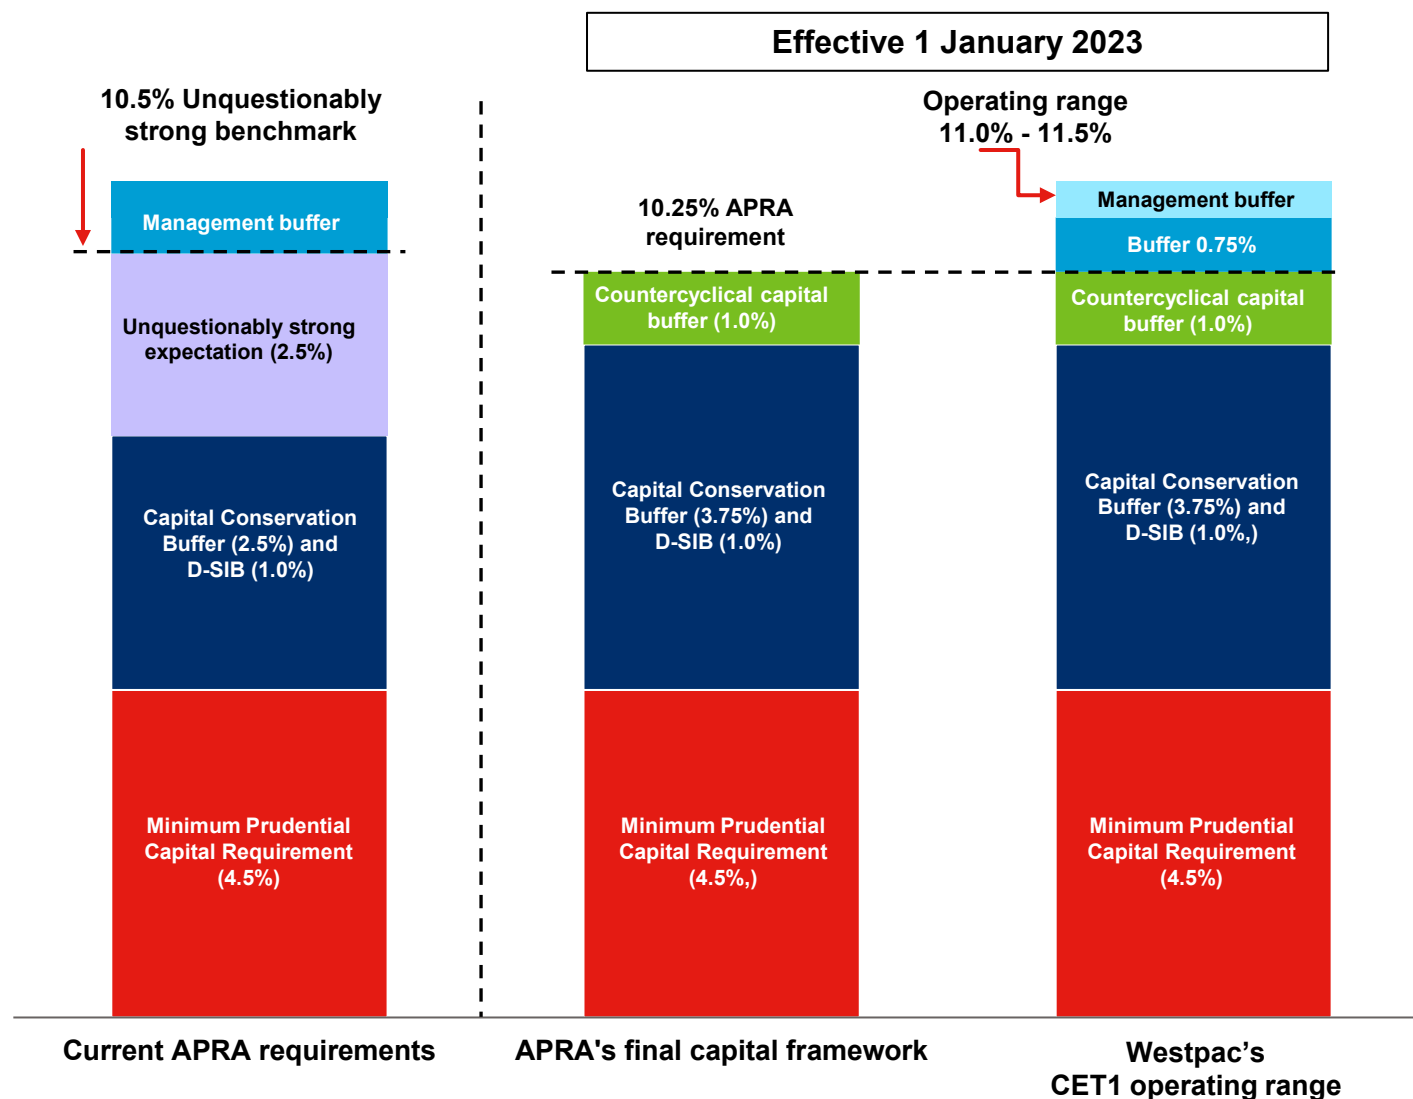 Effective 1 January 2023
10.5% Unquestionably
strong benchmark
Management buffer
Unquestionably strong
expectation (2.5%)
Capital Conservation
Buffer (2.5%) and
D-SIB (1.0%)
Minimum Prudential
Capital Requirement
(4.5%)
Current APRA requirements
10.25% APRA
requirement
Countercyclical capital
buffer (1.0%)
Capital Conservation
Buffer (3.75%) and
D-SIB (1.0%)
Minimum Prudential
Capital Requirement
(4.5%,)
APRA's final capital framework
Operating range
11.0% - 11.5%
Management buffer
Buffer 0.75%
Countercyclical capital
buffer (1.0%)
Capital Conservation
Buffer (3.75%) and
D-SIB (1.0%,)
Minimum Prudential
Capital Requirement
(4.5%)
Westpac’s
CET1 operating range